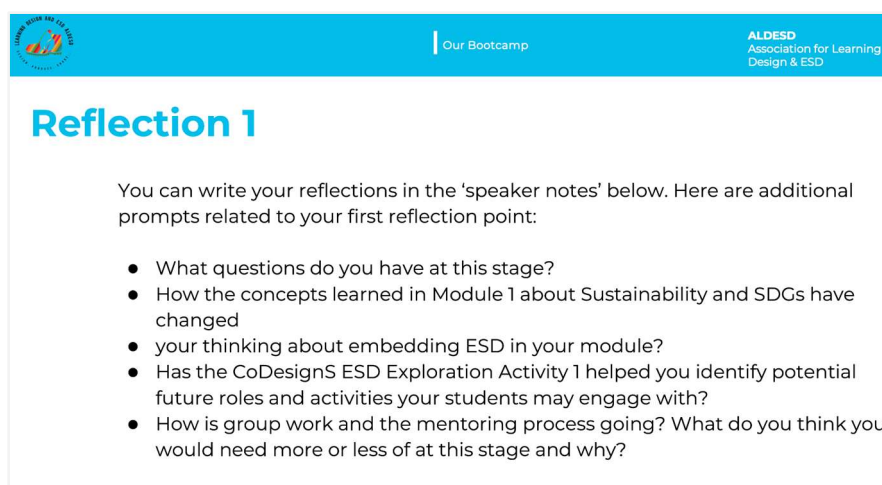 Our Bootcamp
ALDESD
Association for Learning
Design & ESD
Reflection 1
You can write your reflections in the ‘speaker notes’ below. Here are additional
prompts related to your first reflection point:
● What questions do you have at this stage?
● How the concepts learned in Module 1 about Sustainability and SDGs have
changed
● your thinking about embedding ESD in your module?
● Has the CoDesignS ESD Exploration Activity 1 helped you identify potential
future roles and activities your students may engage with?
● How is group work and the mentoring process going? What do you think you
would need more or less of at this stage and why?